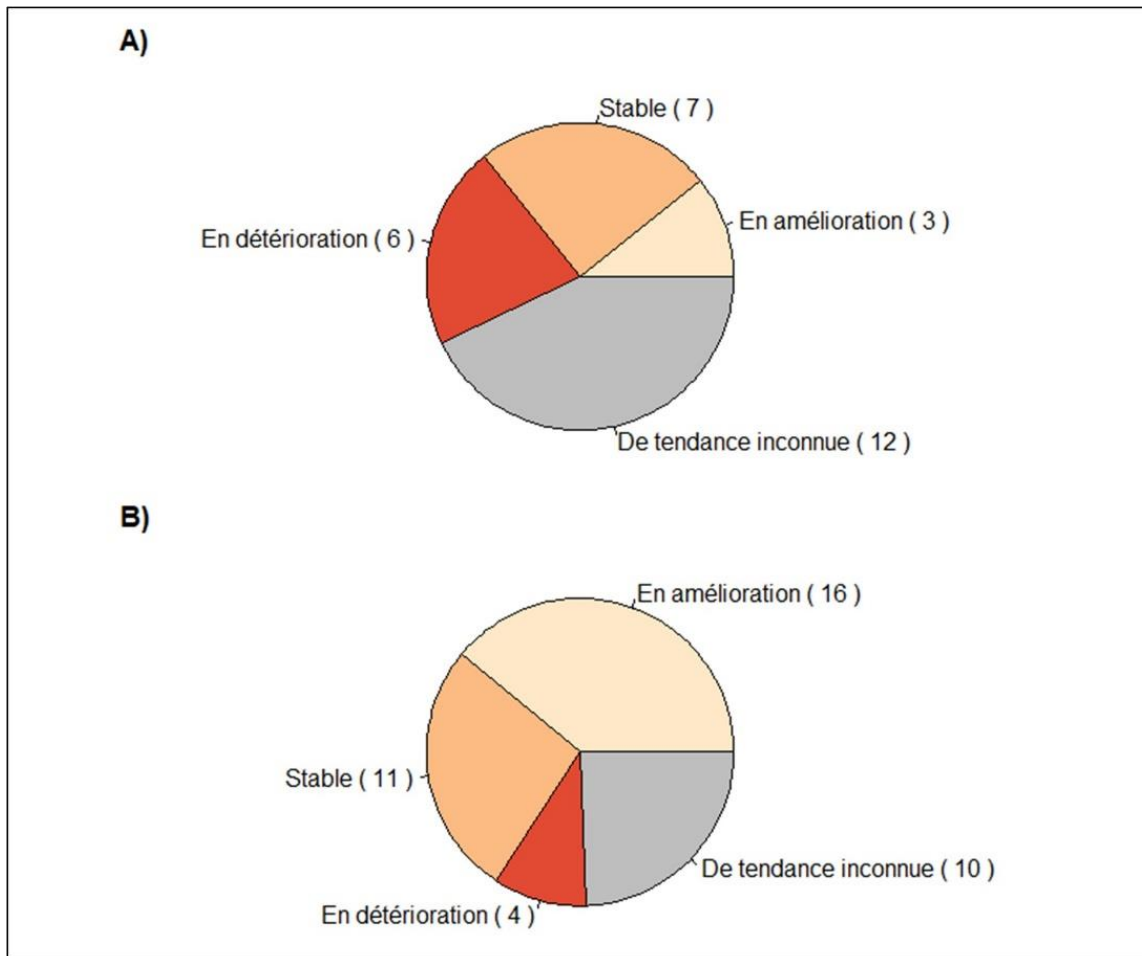 A)
Stable ( 7 )
En amélioration ( 3 )
En détérioration ( 6 )
De tendance inconnue ( 12 )
B)
En amélioration ( 16 )
Stable ( 11 )
De tendance inconnue ( 10 )
En détérioration ( 4 )